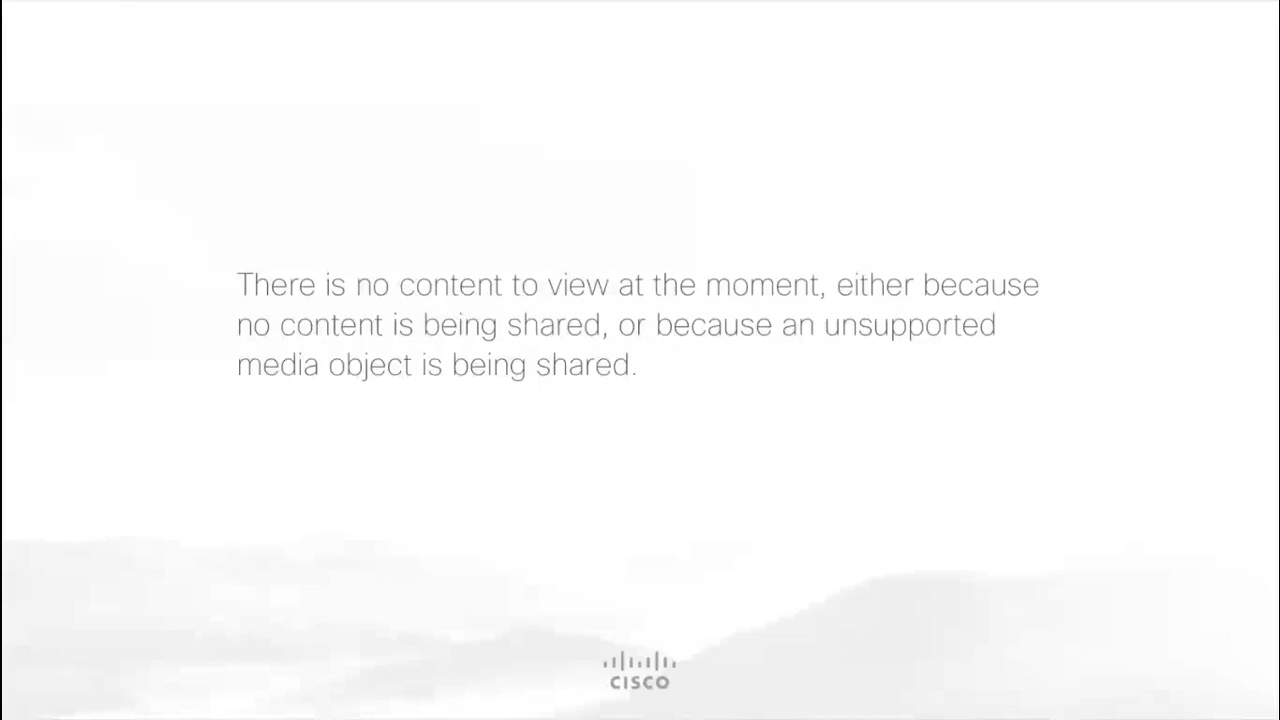 There is no content to view at the moment, either because
no content is being shared, or because an unsupported
media object is being shared.
CISCO